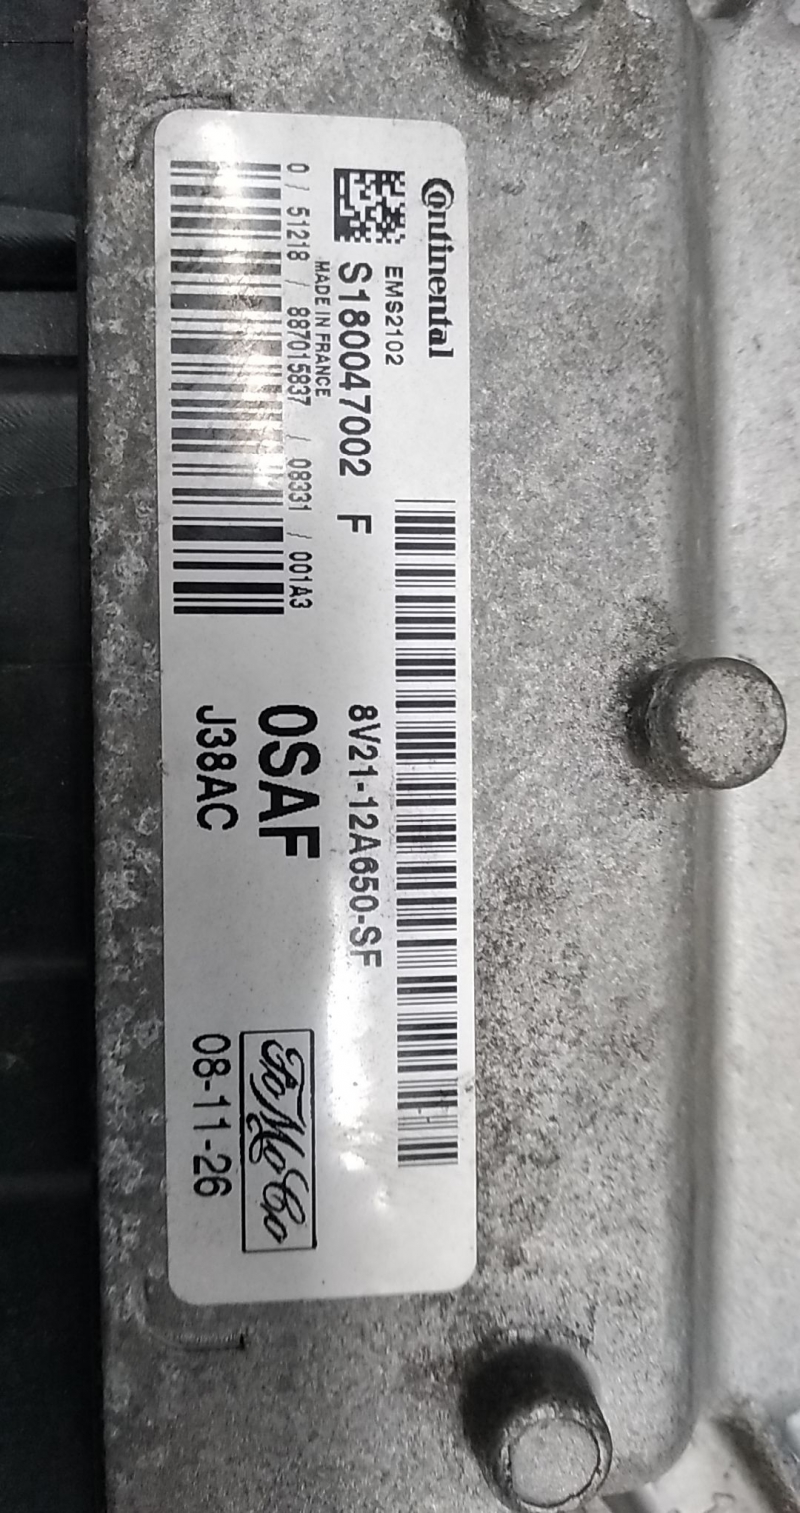 Continental
EMS2102
S180047002 F
MADE IN FRANCE
0 / 51218 / 887015837 / 08331 / 001A3
8V21-12A650-SF
0SAF
J38AC
FoMoCo
08-11-26